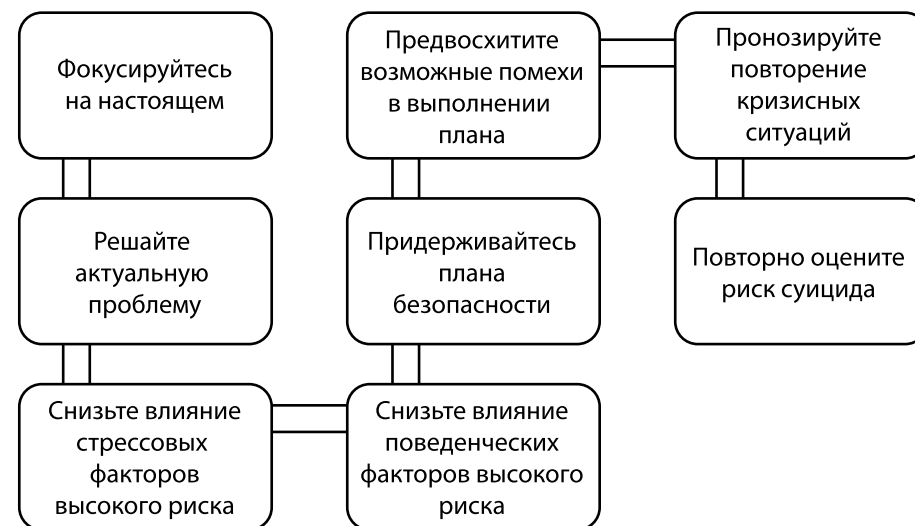 Фокусируйтесь
на настоящем
Решайте
актуальную
проблему
Снизьте влияние
стрессовых
факторов
высокого риска
Снизьте влияние
поведенческих
факторов высокого
риска
Придерживайтесь
плана
безопасности
Предвосхитите
возможные помехи
в выполнении
плана
Пронозируйте
повторение
кризисных
ситуаций
Повторно оцените
риск суицида